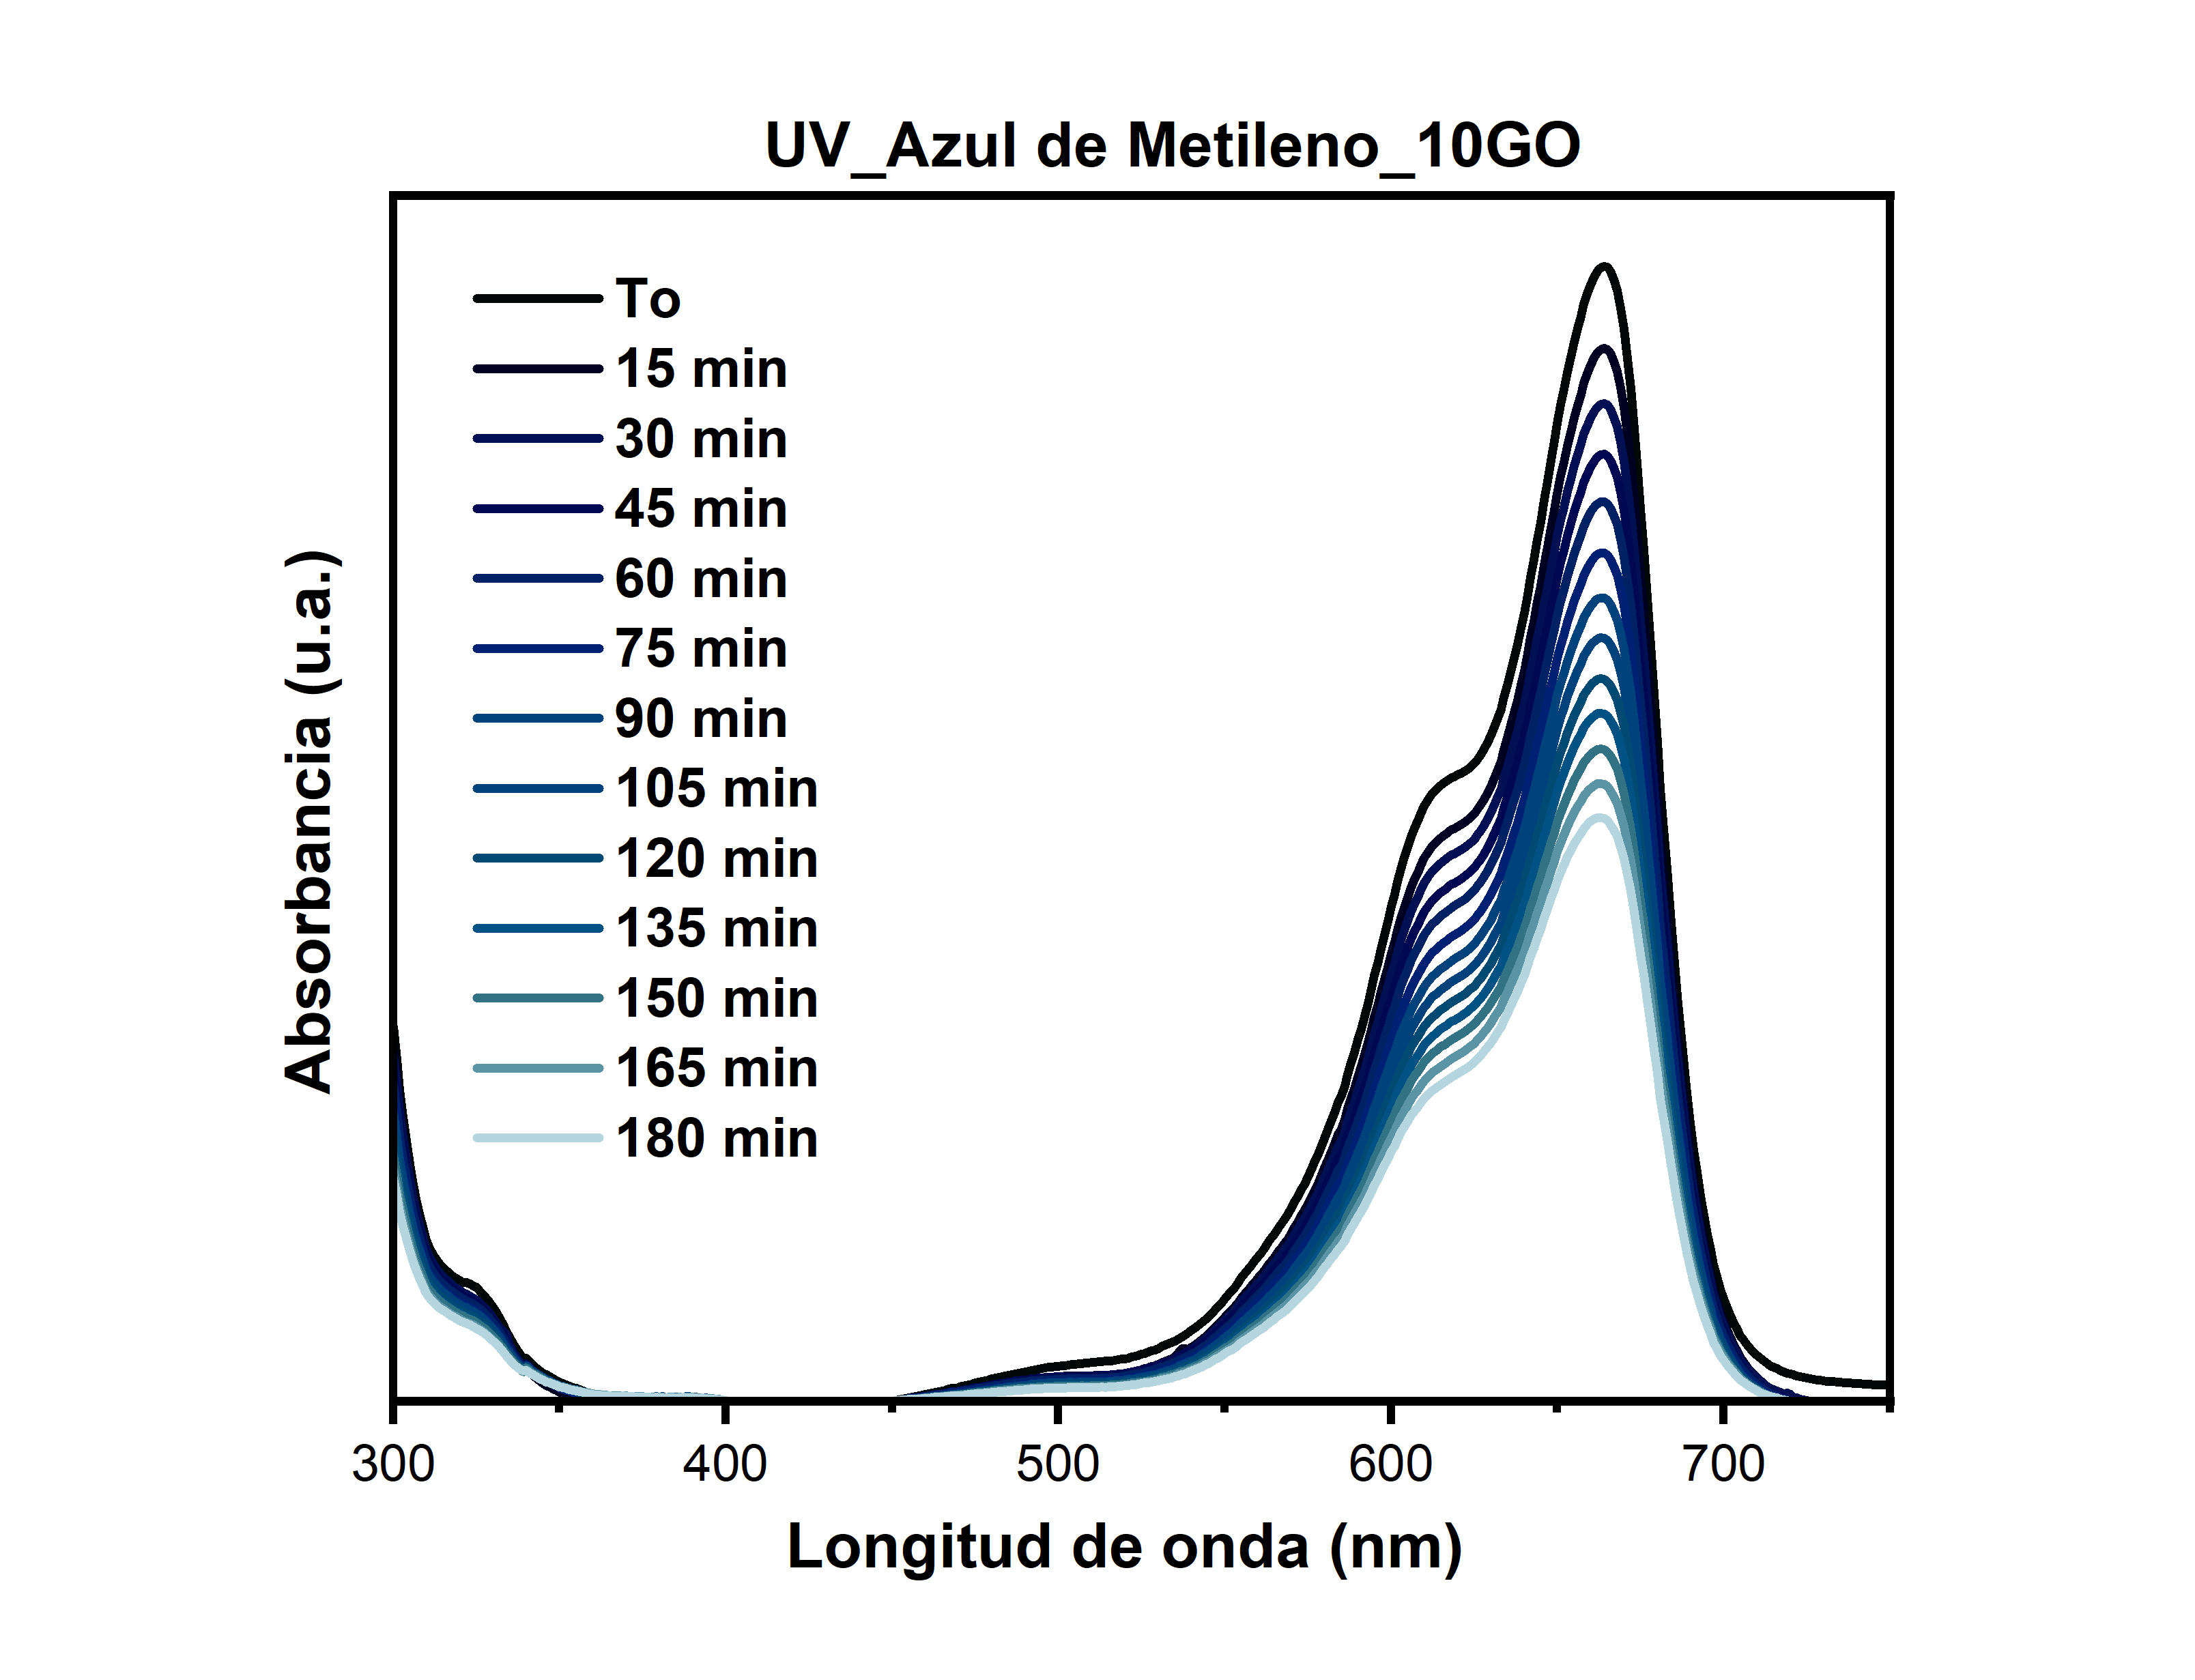 UV_Azul de Metileno_10GO
To
15 min
30 min
45 min
60 min
75 min
90 min
105 min
120 min
135 min
150 min
165 min
180 min
Absorbancia (u.a.)
300 400 500 600 700
Longitud de onda (nm)